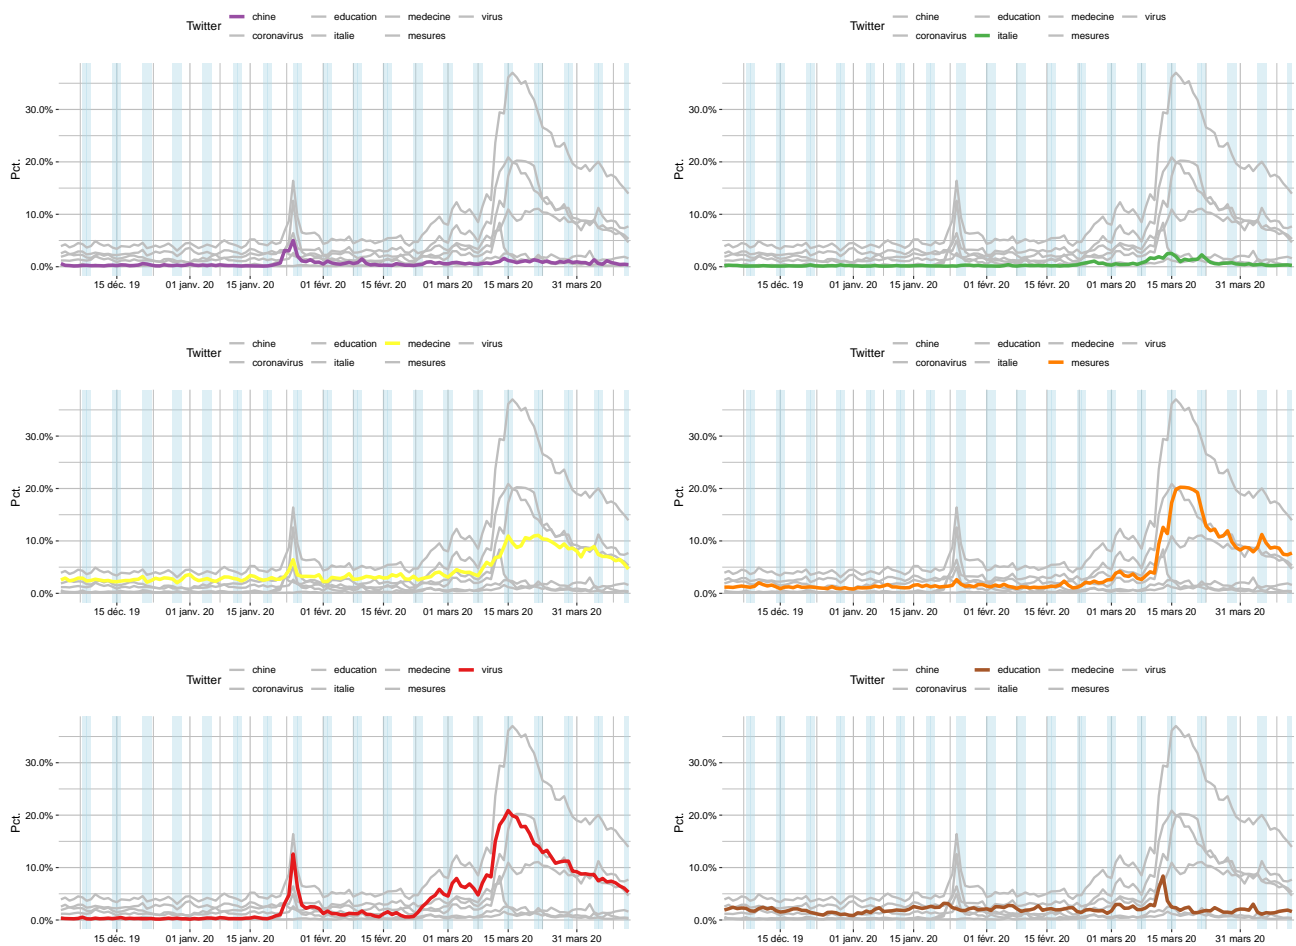 Twitter chine education medecine virus
coronavirus italie mesures
Pct.
30.0%
20.0%
10.0%
0.0%
15 déc. 19 01 janv. 20 15 janv. 20 01 févr. 20 15 févr. 20 01 mars 20 15 mars 20 31 mars 20
Twitter chine education medecine virus
coronavirus italie mesures
Pct.
30.0%
20.0%
10.0%
0.0%
15 déc. 19 01 janv. 20 15 janv. 20 01 févr. 20 15 févr. 20 01 mars 20 15 mars 20 31 mars 20
Twitter chine education medecine virus
coronavirus italie mesures
Pct.
30.0%
20.0%
10.0%
0.0%
15 déc. 19 01 janv. 20 15 janv. 20 01 févr. 20 15 févr. 20 01 mars 20 15 mars 20 31 mars 20
Twitter chine education medecine virus
coronavirus italie mesures
Pct.
30.0%
20.0%
10.0%
0.0%
15 déc. 19 01 janv. 20 15 janv. 20 01 févr. 20 15 févr. 20 01 mars 20 15 mars 20 31 mars 20
Twitter chine education medecine virus
coronavirus italie mesures
Pct.
30.0%
20.0%
10.0%
0.0%
15 déc. 19 01 janv. 20 15 janv. 20 01 févr. 20 15 févr. 20 01 mars 20 15 mars 20 31 mars 20
Twitter chine education medecine virus
coronavirus italie mesures
Pct.
30.0%
20.0%
10.0%
0.0%
15 déc. 19 01 janv. 20 15 janv. 20 01 févr. 20 15 févr. 20 01 mars 20 15 mars 20 31 mars 20